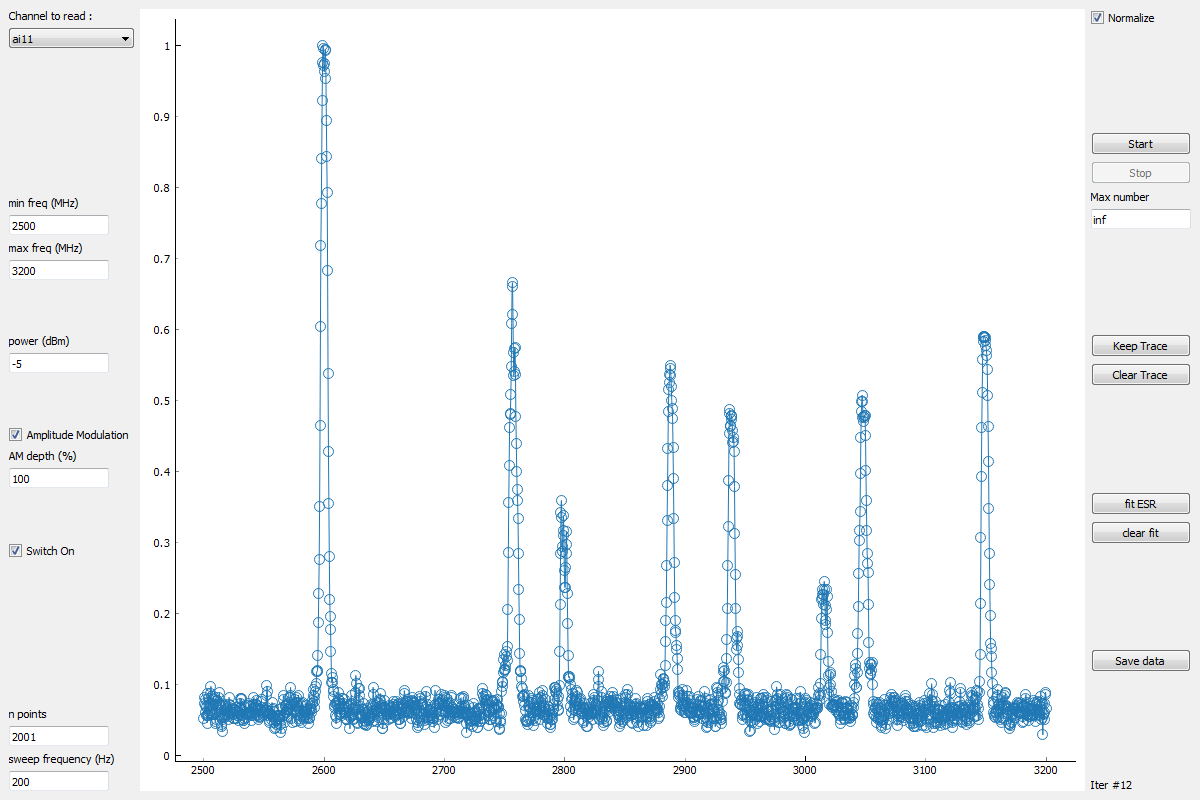 Channel to read :
ai11
min freq (MHz)
2500
max freq (MHz)
3200
power (dBm)
-5
Amplitude Modulation
AM depth (%)
100
Switch On
n points
2001
sweep frequency (Hz)
200
1
0.9
0.8
0.7
0.6
0.5
0.4
0.3
0.2
0.1
0
2500 2600 2700 2800 2900 3000 3100 3200
Normalize
Start
Stop
Max number
inf
Keep Trace
Clear Trace
fit ESR
clear fit
Save data
Iter #12